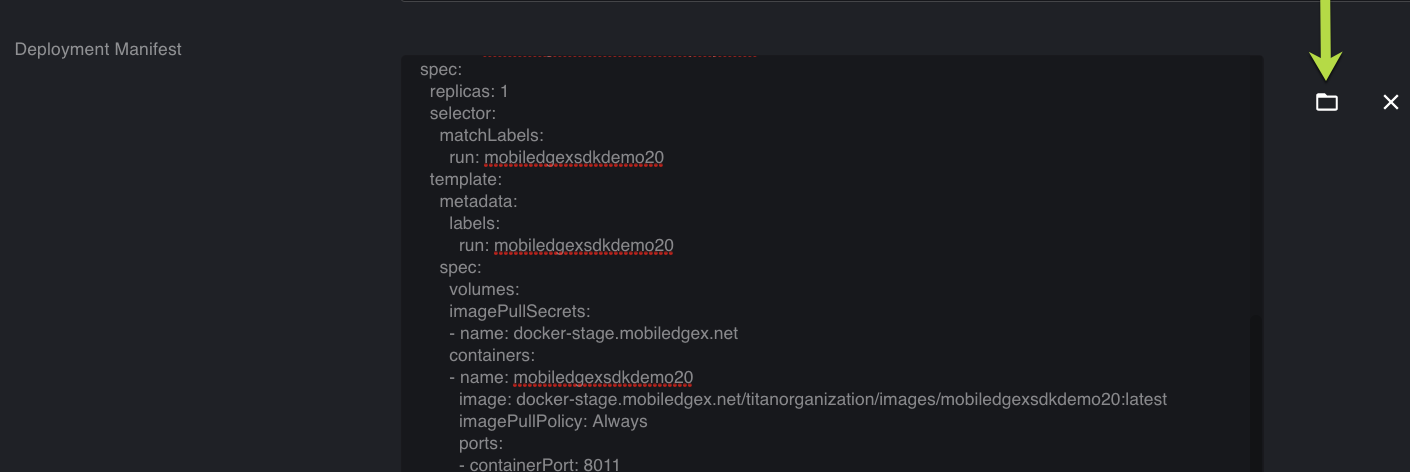 Deployment Manifest
spec:
replicas: 1
selector:
matchLabels:
run: mobiledgexsdkdemo20
template:
metadata:
labels:
run: mobiledgexsdkdemo20
spec:
volumes:
imagePullSecrets:
- name: docker-stage.mobiledgex.net
containers:
- name: mobiledgexsdkdemo20
image: docker-stage.mobiledgex.net/titanorganization/images/mobiledgexsdkdemo20:latest
imagePullPolicy: Always
ports:
- containerPort: 8011